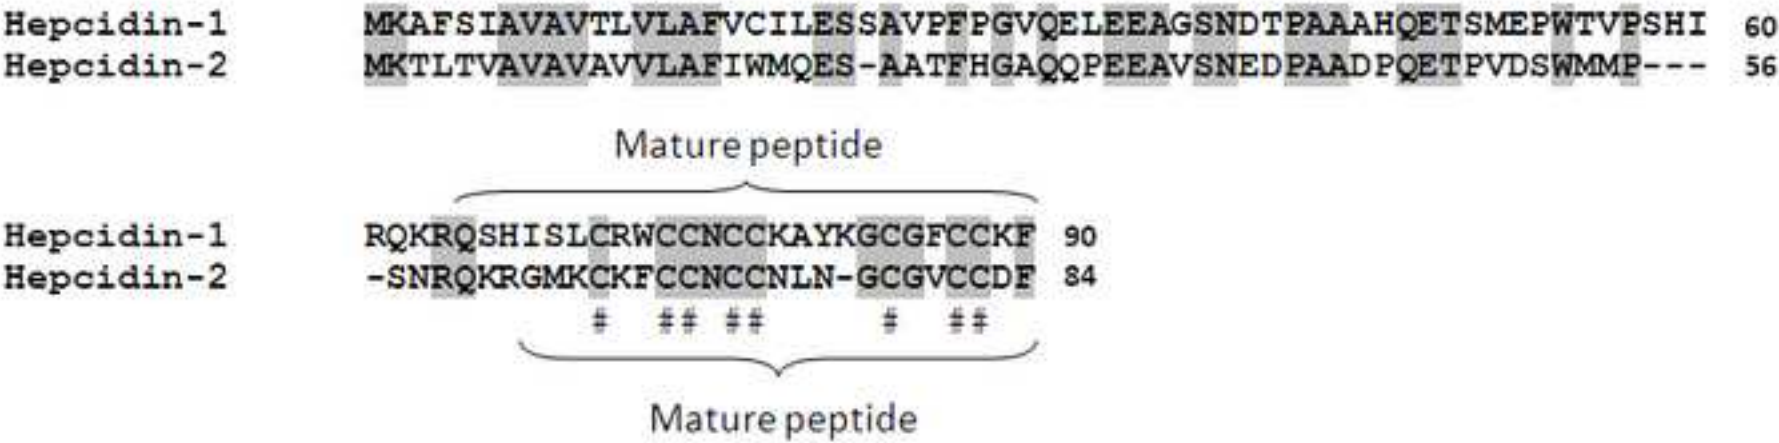 Hepcidin-1 MKAFSIAVAVTLVLAFVCILESSAVPFPGVQELEEAGSNDTPAAAHQETSMEPWTVPSHI 60
Hepcidin-2 MKTLTVAVAVAVVLAFIWMQES-AATFHGAQQPEEAVSNEDPAADPQETPVDSWMMP--- 56
Mature peptide
Hepcidin-1 RQKRQSHISLCRWCCNCCKAYKGCGFCCKF 90
Hepcidin-2 -SNRQKRGMKCKFCCNCCNLN-GCGVCCDF 84
# ## ## # ##
Mature peptide